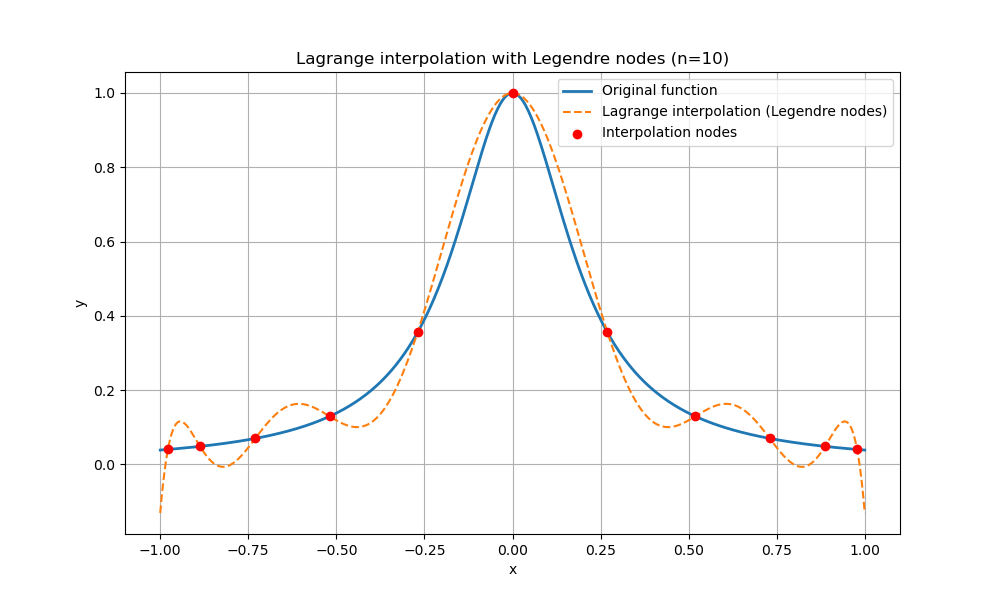 Lagrange interpolation with Legendre nodes (n=10)
Original function
Lagrange interpolation (Legendre nodes)
Interpolation nodes
1.0
0.8
0.6
0.4
0.2
0.0
y
−1.00 −0.75 −0.50 −0.25 0.00 0.25 0.50 0.75 1.00
x